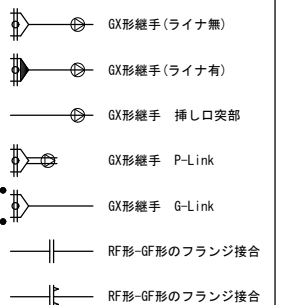 GX形継手(ライナ無)
GX形継手(ライナ有)
GX形継手　挿し口突部
GX形継手　P-Link
GX形継手　G-Link
RF形-GF形のフランジ接合
RF形-GF形のフランジ接合